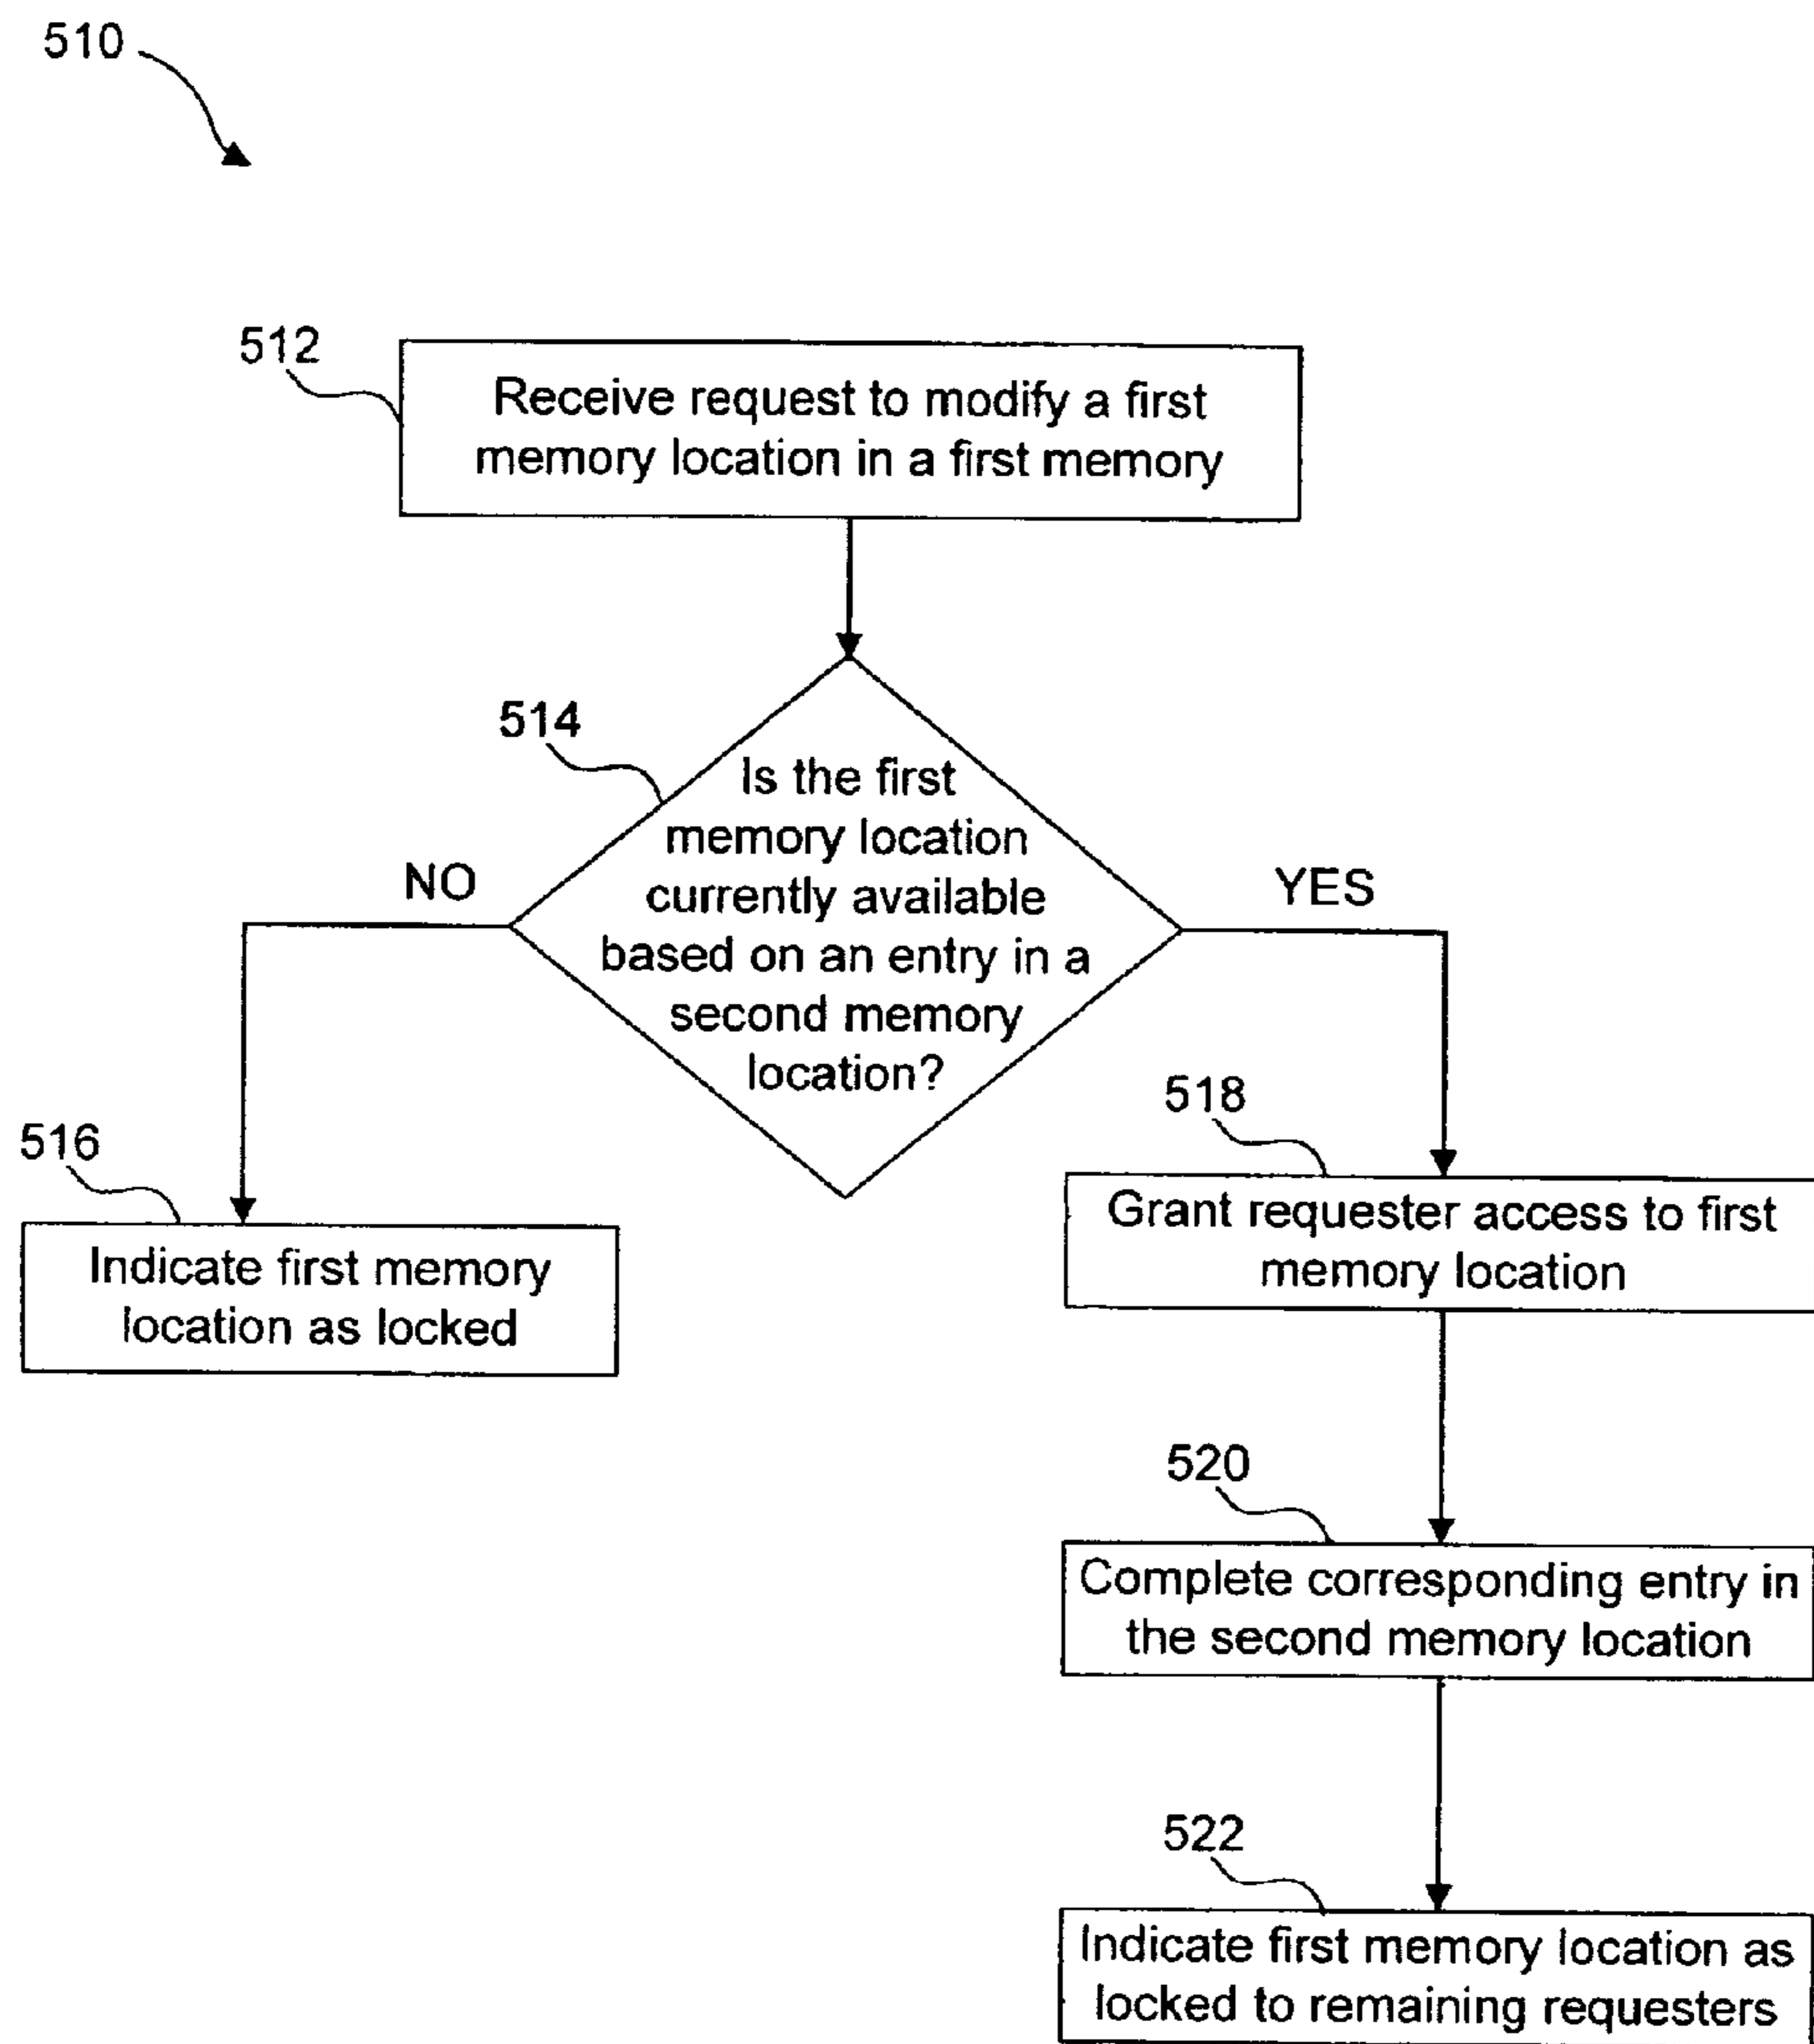 510
512
Receive request to modify a first
memory location in a first memory
514
Is the first
memory location
currently available
based on an entry in a
second memory
location?
NO
YES
516
Indicate first memory
location as locked
518
Grant requester access to first
memory location
520
Complete corresponding entry in
the second memory location
522
Indicate first memory location as
locked to remaining requesters